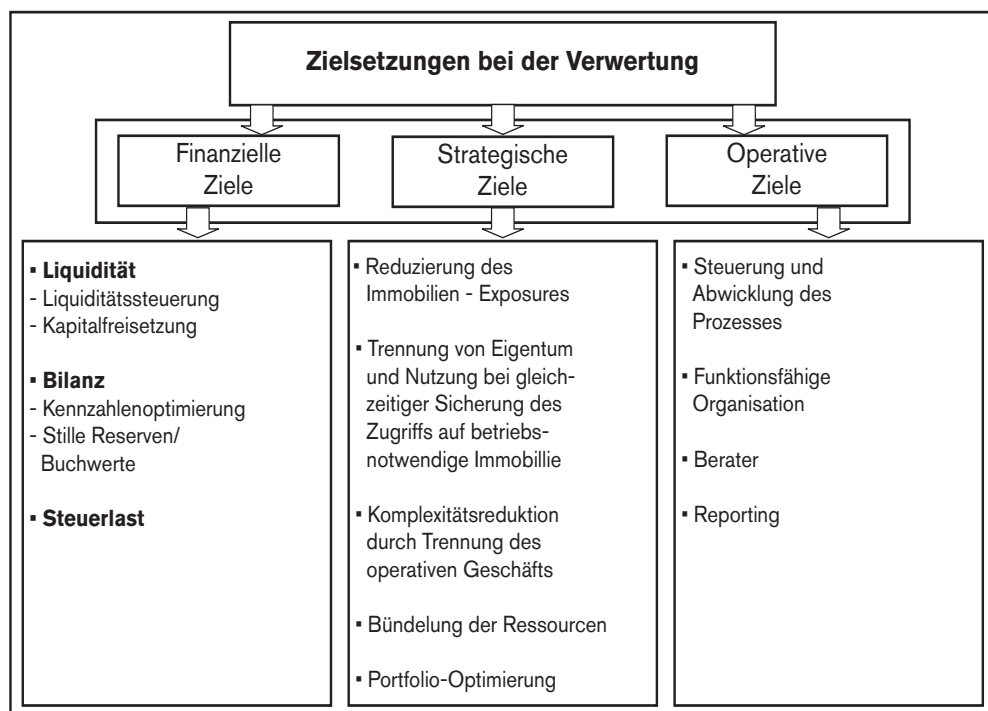 Zielsetzungen bei der Verwertung
Finanzielle
Ziele
Strategische
Ziele
Operative
Ziele
▪ Liquidität
- Liquiditätssteuerung
- Kapitalfreisetzung
▪ Bilanz
- Kennzahlenoptimierung
- Stille Reserven/
Buchwerte
▪ Steuerlast
▪ Reduzierung des
Immobilien - Exposures
▪ Trennung von Eigentum
und Nutzung bei gleich-
zeitiger Sicherung des
Zugriffs auf betriebs-
notwendige Immobillie
▪ Komplexitätsreduktion
durch Trennung des
operativen Geschäfts
▪ Bündelung der Ressourcen
▪ Portfolio-Optimierung
▪ Steuerung und
Abwicklung des
Prozesses
▪ Funktionsfähige
Organisation
▪ Berater
▪ Reporting